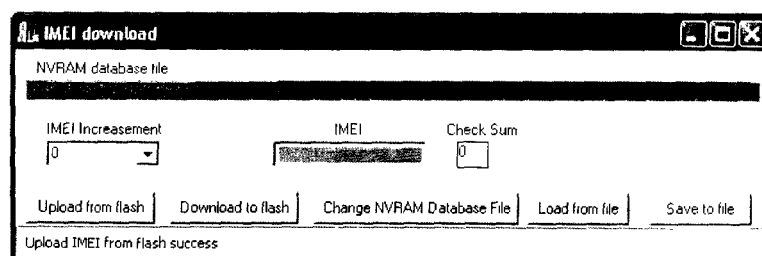 IMEI download
NVRAM database file
IMEI Increasement IMEI Check Sum
0 0
Upload from flash Download to flash Change NVRAM Database File Load from file Save to file
Upload IMEI from flash success